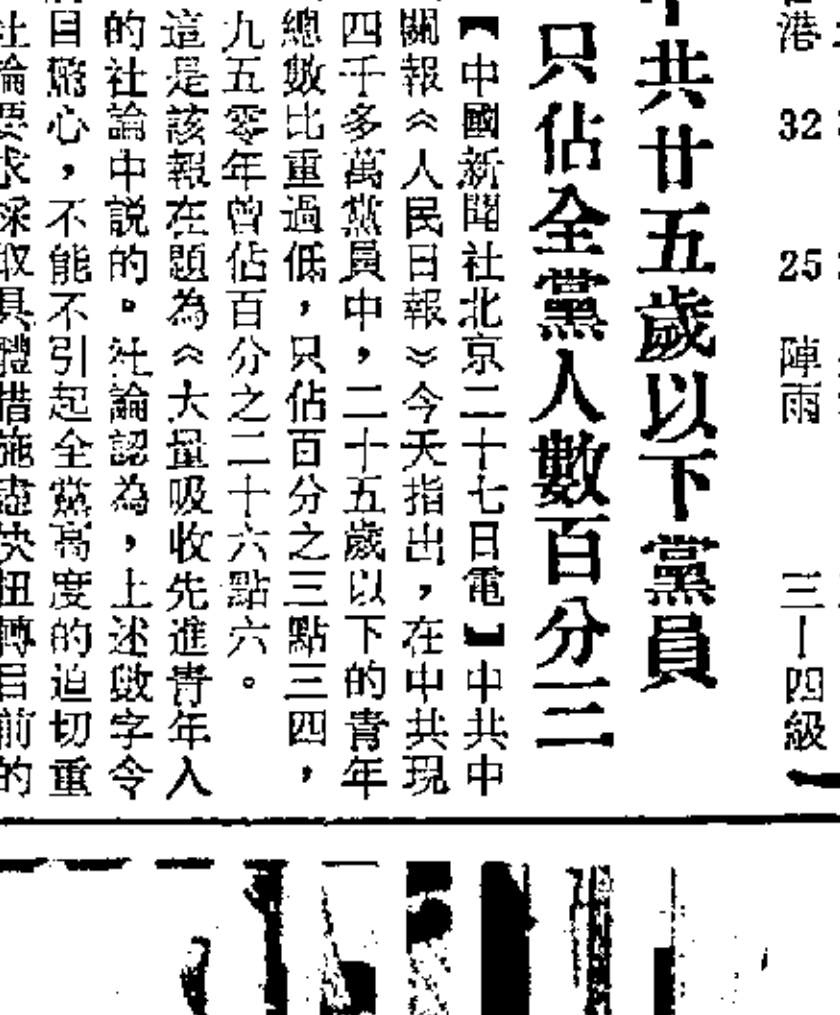 港
32
25
陣雨
三|四級
中共廿五歲以下黨員
只佔全黨人數百分三
【中國新聞社北京二十七日電】中共中
關報《人民日報》今天指出，在中共現
四千多萬黨員中，二十五歲以下的青年
總數比重過低，只佔百分之三點三四，
九五零年曾佔百分之二十六點六。
這是該報在題為《大量吸收先進青年入
的社論中説的。社論認為，上述數字令
目驚心，不能不引起全黨高度的迫切重
社論要求採取具體措施盡快扭轉目前的